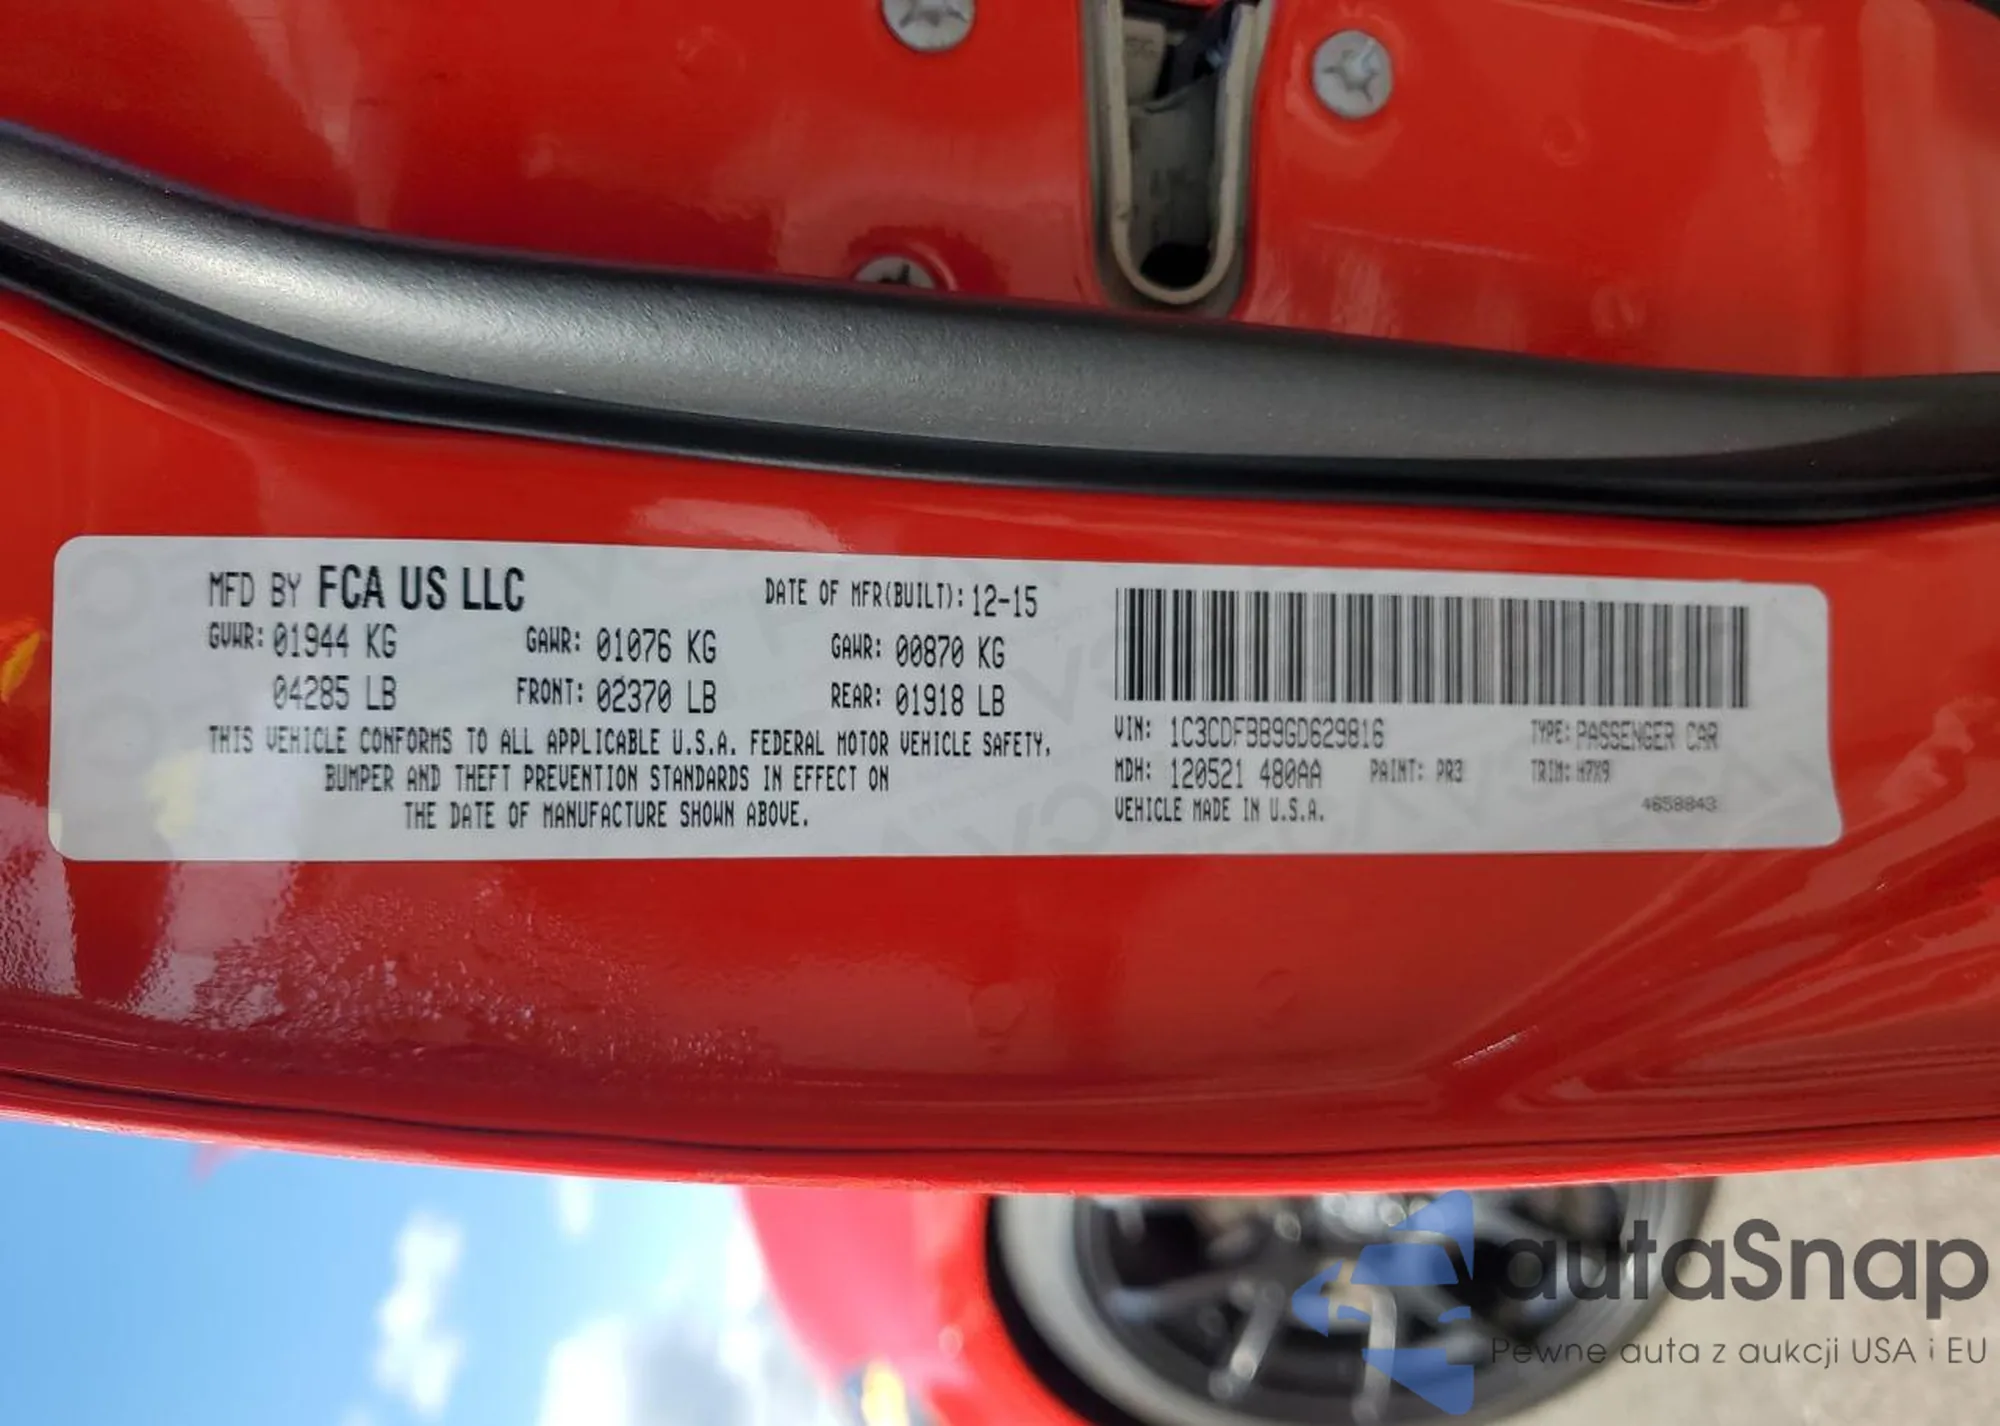 MFD BY FCA US LLC DATE OF MFR(BUILT): 12-15
GVWR: 01944 KG GAWR: 01076 KG GAWR: 00870 KG
04285 LB FRONT: 02370 LB REAR: 01918 LB
THIS VEHICLE CONFORMS TO ALL APPLICABLE U.S.A. FEDERAL MOTOR VEHICLE SAFETY,
BUMPER AND THEFT PREVENTION STANDARDS IN EFFECT ON
THE DATE OF MANUFACTURE SHOWN ABOVE.
VIN: 1C3CDFBB9GD629816 TYPE: PASSENGER CAR
MDH: 120521 480AA PAINT: PR3 TRIM: H7X9
VEHICLE MADE IN U.S.A. 4658843
autaSnap
Pewne auta z aukcji USA i EU